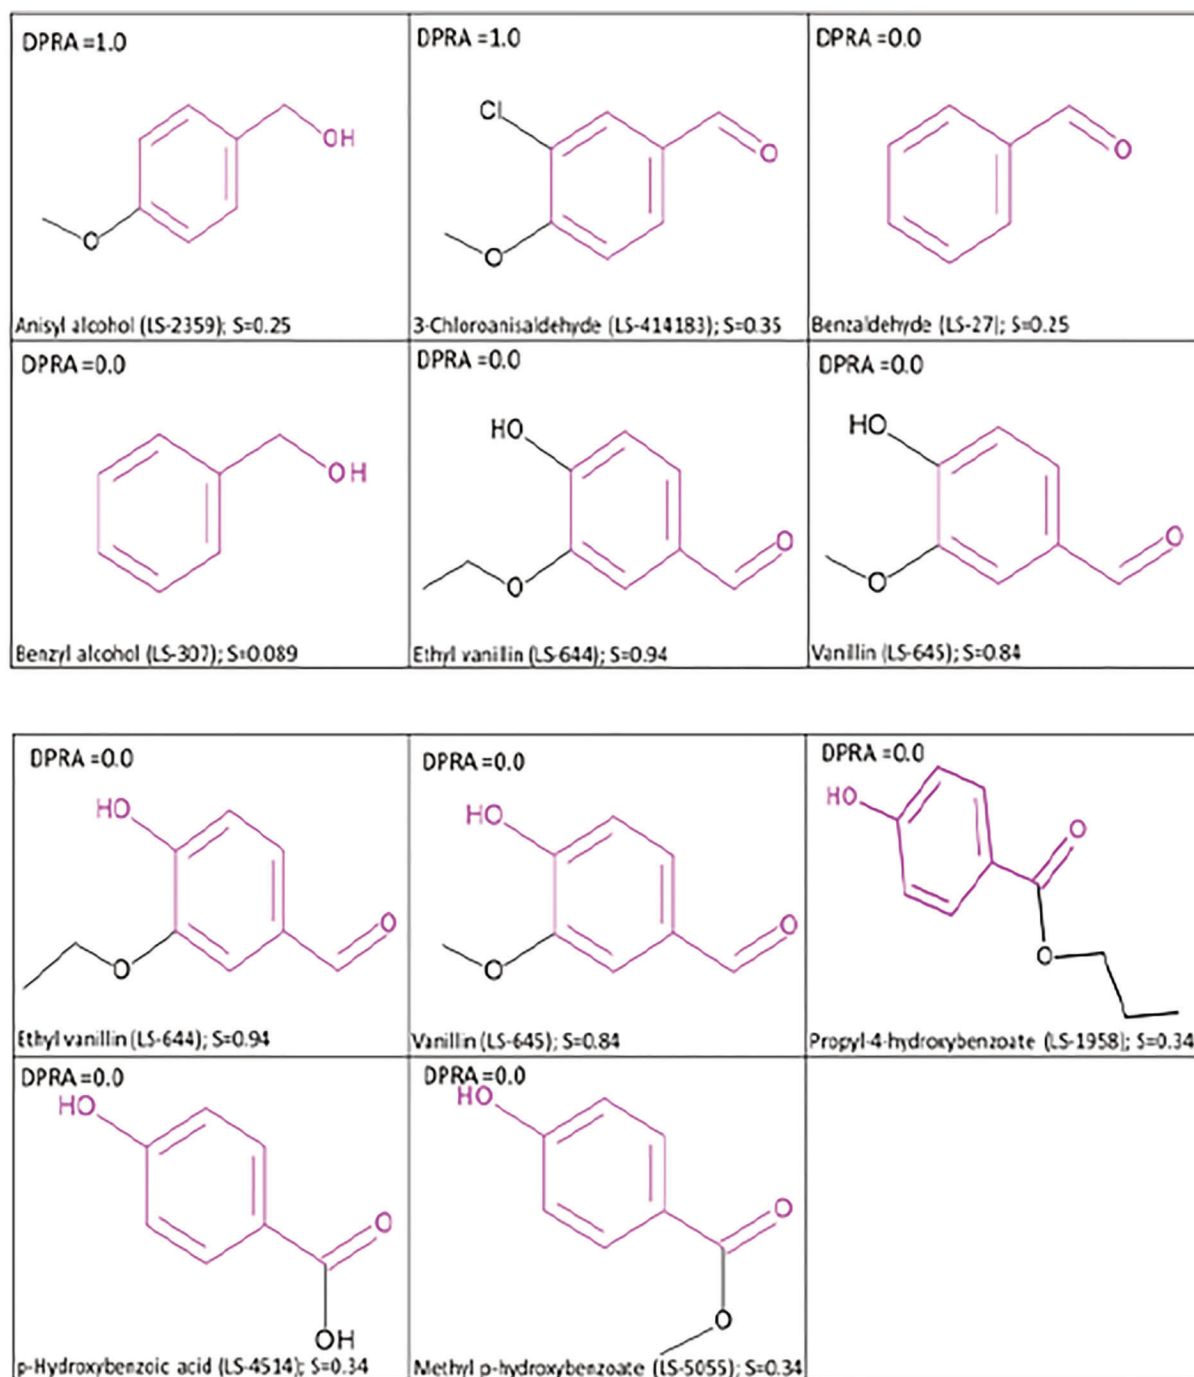 DPRA =1.0
OH
O
Anisyl alcohol (LS-2359); S=0.25
DPRA =1.0
Cl
O
O
3-Chloroanisaldehyde (LS-414183); S=0.35
DPRA =0.0
O
Benzaldehyde (LS-27); S=0.25
DPRA =0.0
OH
Benzyl alcohol (LS-307); S=0.089
DPRA =0.0
HO
O
O
Ethyl vanillin (LS-644); S=0.94
DPRA =0.0
HO
O
O
Vanillin (LS-645); S=0.84
DPRA =0.0
HO
O
O
Ethyl vanillin (LS-644); S=0.94
DPRA =0.0
HO
O
O
Vanillin (LS-645); S=0.84
DPRA =0.0
HO
O
O
Propyl-4-hydroxybenzoate (LS-1958); S=0.34
DPRA =0.0
HO
O
OH
p-Hydroxybenzoic acid (LS-4514); S=0.34
DPRA =0.0
HO
O
O
Methyl p-hydroxybenzoate (LS-5055); S=0.34